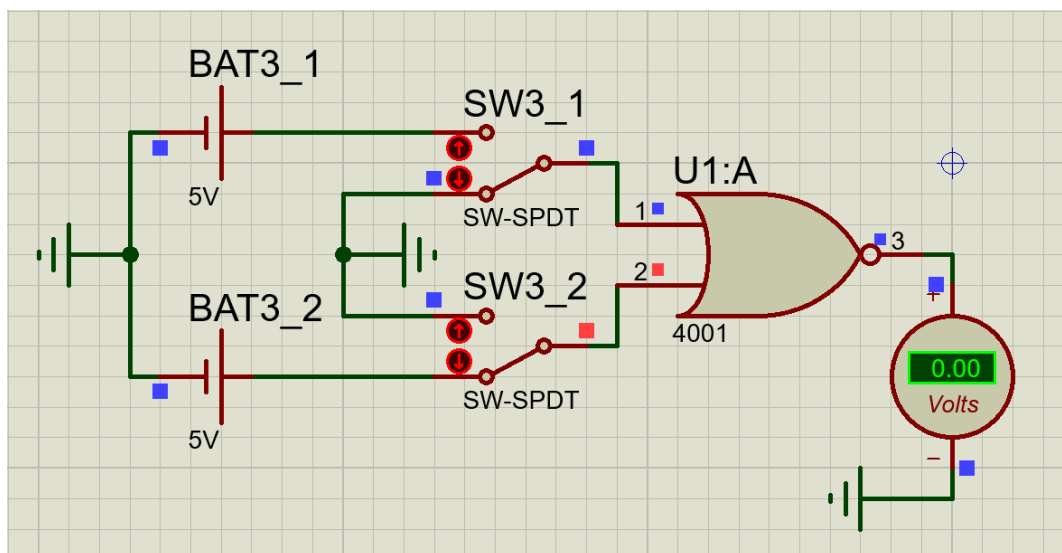 BAT3_1
5V
SW3_1
SW-SPDT
U1:A
1
2
3
4001
BAT3_2
5V
SW3_2
SW-SPDT
+
0.00
Volts
−